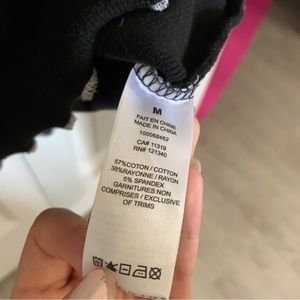 M
FAIT EN CHINE
MADE IN CHINA
100068462
CA# 11319
RN# 121340
57%COTON / COTTON
38%RAYONNE / RAYON
5% SPANDEX
GARNITURES NON
COMPRISES / EXCLUSIVE
OF TRIMS